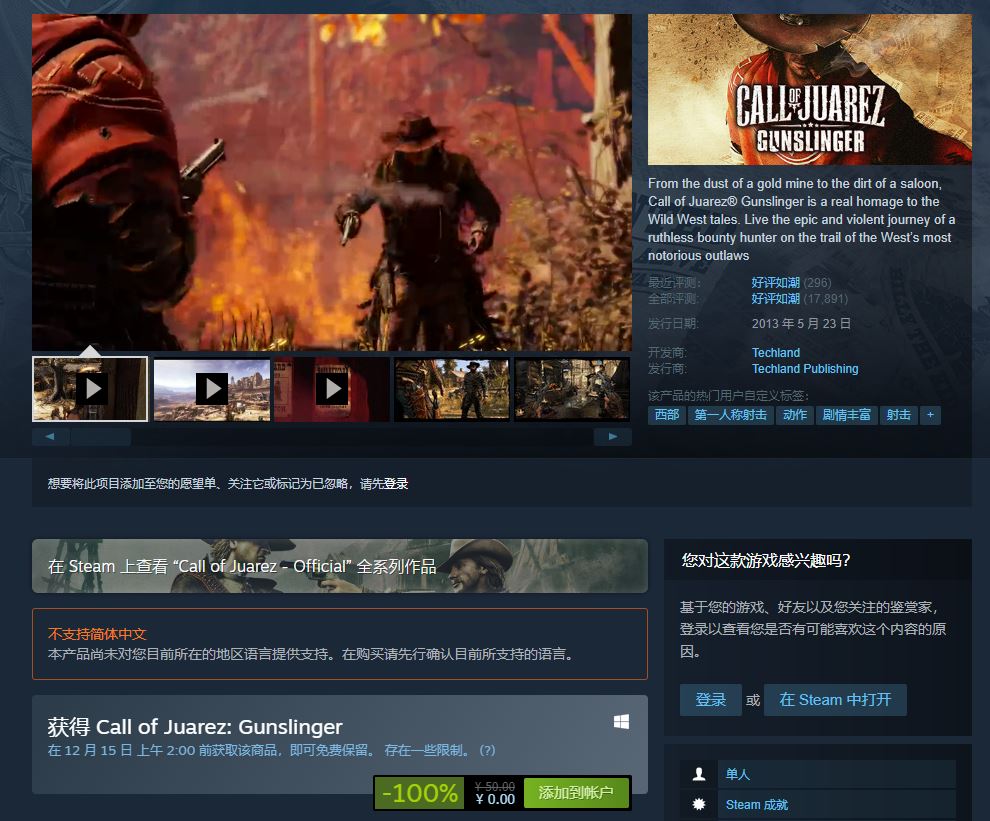 CALL OF JUAREZ
GUNSLINGER
From the dust of a gold mine to the dirt of a saloon,
Call of Juarez® Gunslinger is a real homage to the
Wild West tales. Live the epic and violent journey of a
ruthless bounty hunter on the trail of the West's most
notorious outlaws
最近评测: 好评如潮 (296)
全部评测: 好评如潮 (17,891)
发行日期: 2013 年 5 月 23 日
开发商: Techland
发行商: Techland Publishing
该产品的热门用户自定义标签:
西部 第一人称射击 动作 剧情丰富 射击 +
想要将此项目添加至您的愿望单、关注它或标记为已忽略，请先登录
在 Steam 上查看 “Call of Juarez - Official” 全系列作品
不支持简体中文
本产品尚未对您目前所在的地区语言提供支持。在购买请先行确认目前所支持的语言。
获得 Call of Juarez: Gunslinger
在 12 月 15 日 上午 2:00 前获取该商品，即可免费保留。 存在一些限制。 (?)
-100% ¥ 50.00
¥ 0.00 添加到帐户
您对这款游戏感兴趣吗?
基于您的游戏、好友以及您关注的鉴赏家，
登录以查看您是否有可能喜欢这个内容的原
因。
登录 或 在 Steam 中打开
单人
Steam 成就